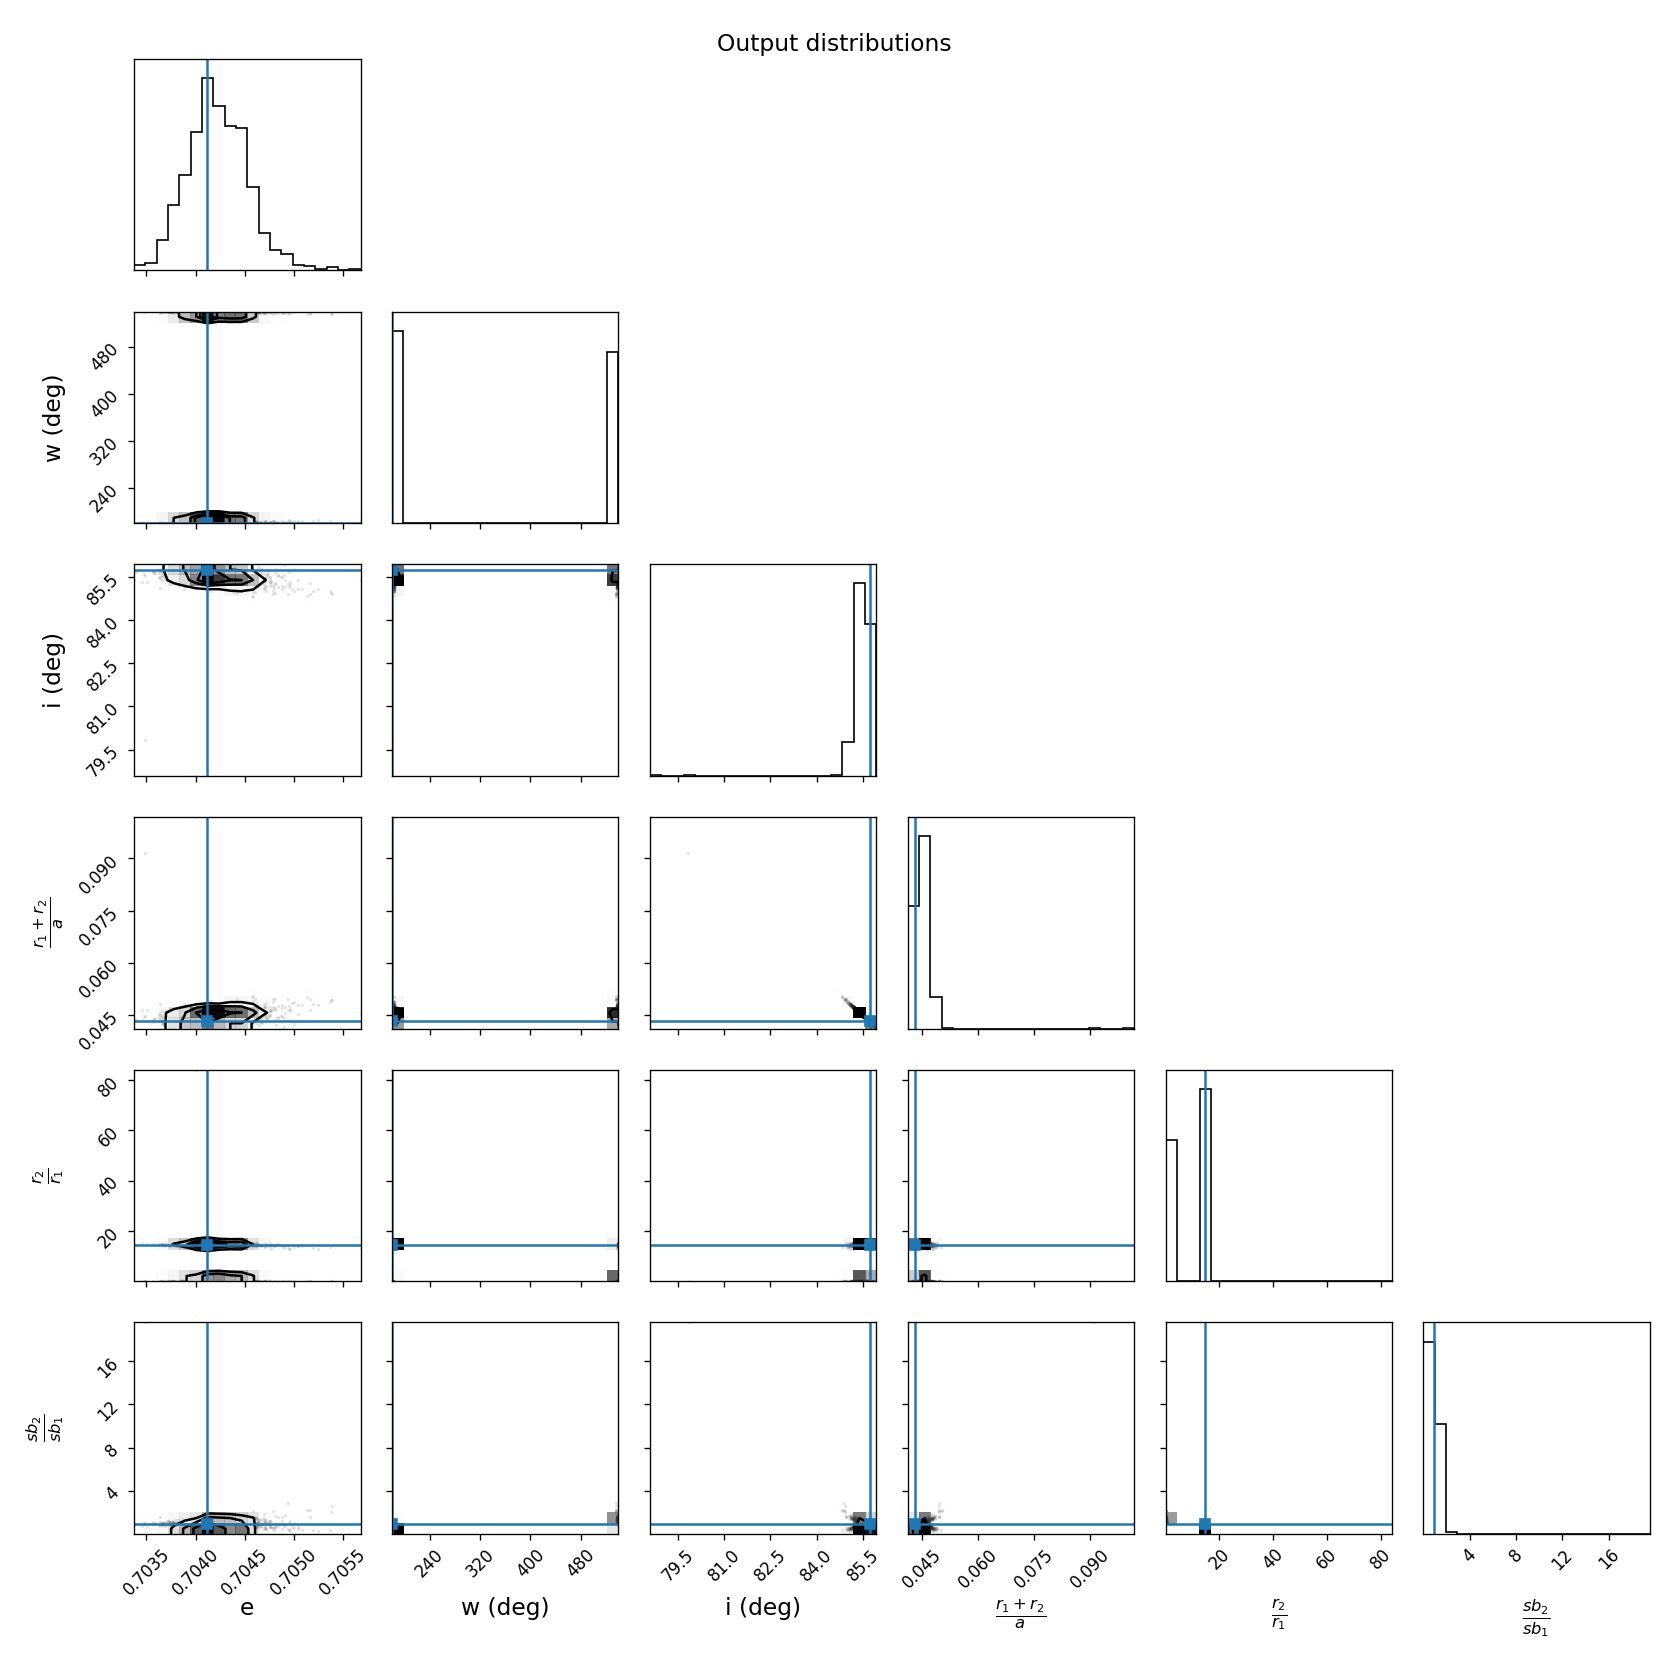 Output distributions
w (deg)
480
400
320
240
i (deg)
85.5
84.0
82.5
81.0
79.5
r1 + r2
a
0.090
0.075
0.060
0.045
r2
r1
80
60
40
20
sb2
sb1
16
12
8
4
0.7035 0.7040 0.7045 0.7050 0.7055
240 320 400 480
79.5 81.0 82.5 84.0 85.5
0.045 0.060 0.075 0.090
20 40 60 80
4 8 12 16
e
w (deg)
i (deg)
r1 + r2
a
r2
r1
sb2
sb1